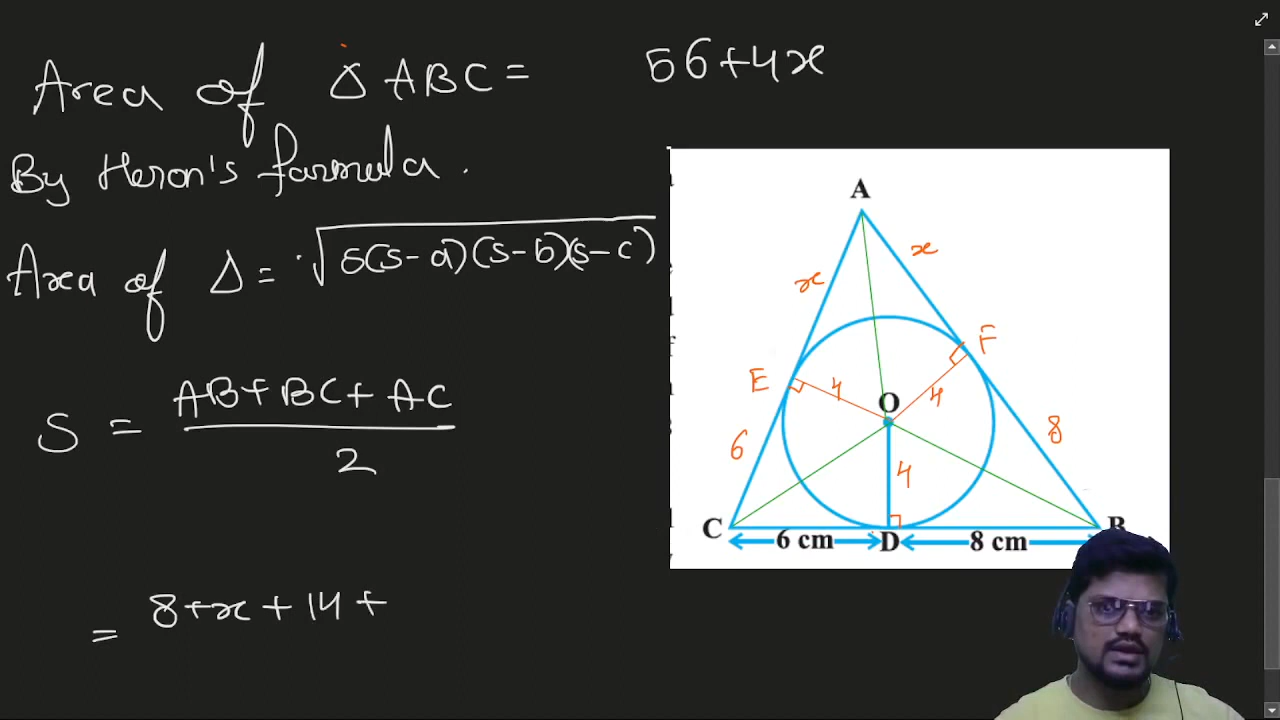 Area of Δ ABC = 56+4x
By Heron's formula.
Area of Δ = √s(s-a)(s-b)(s-c)
S = AB+BC+AC
2
= 8+x+14+
A
x
x
F
E
4
O
4
8
6
4
C
D
B
6 cm
8 cm